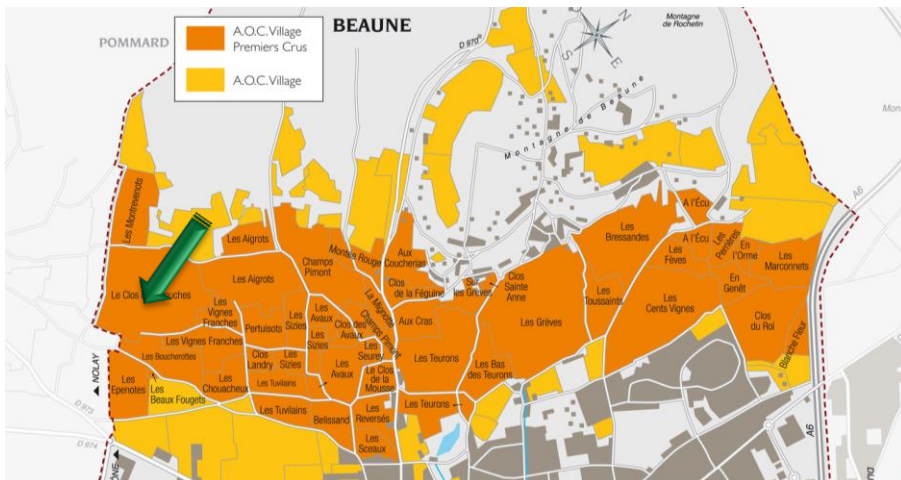 POMMARD
A.O.C. Village
Premiers Crus
A.O.C. Village
BEAUNE
D 970
N
E
S
Montagne
de Rochetin
Montagne de Beaune
A6
Les Montrevenots
Les Aigrots
Montée Rouge
Aux
Coucherias
Champs
Pimont
Les Aigrots
Le Clos
ouches
Clos
de la Féguine
Sur
les Grèves
Clos
Sainte
Anne
Les
Bressandes
A l'Écu
A l'Écu
Les
Fèves
Les
Perrières
En
l'Orme
Les
Marconnets
En
Genêt
Les
Toussaints
Les
Cents Vignes
Clos
du Roi
Blanche Fleur
Les
Vignes
Franches
Pertuisots
Les
Sizies
Les
Avaux
Les
Sizies
Clos des
Avaux
La Mignotte
Champs Pimont
Aux Cras
Les Grèves
Les Vignes Franches
Les Boucherottes
Clos
Landry
Les
Sizies
Les
Avaux
Les
Seurey
Le Clos
de la
Mousse
Les Teurons
Les Bas
des Teurons
Les
Epenotes
Les
Beaux Fougets
Les
Chouacheux
Les Tuvilains
Les Tuvilains
Belissand
Les
Reversés
Les Teurons
Les
Sceaux
NOLAY
D 973
D 974
A6